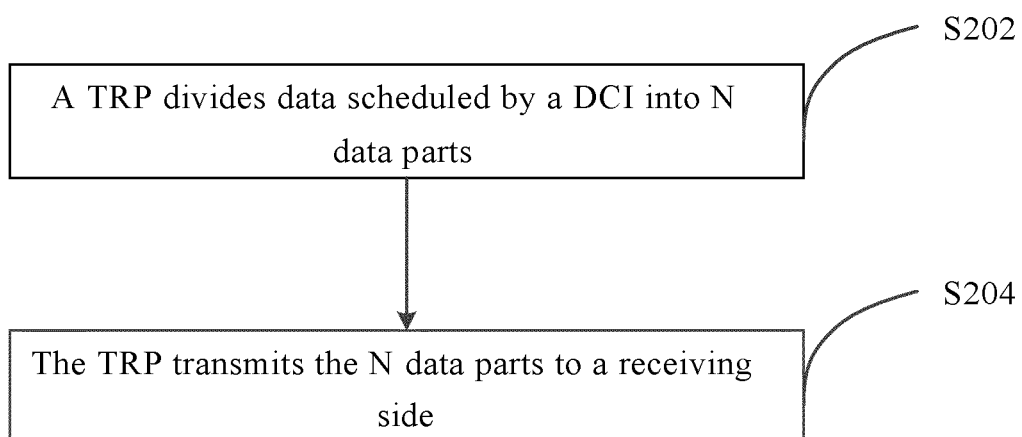 S202
A TRP divides data scheduled by a DCI into N
data parts
S204
The TRP transmits the N data parts to a receiving
side